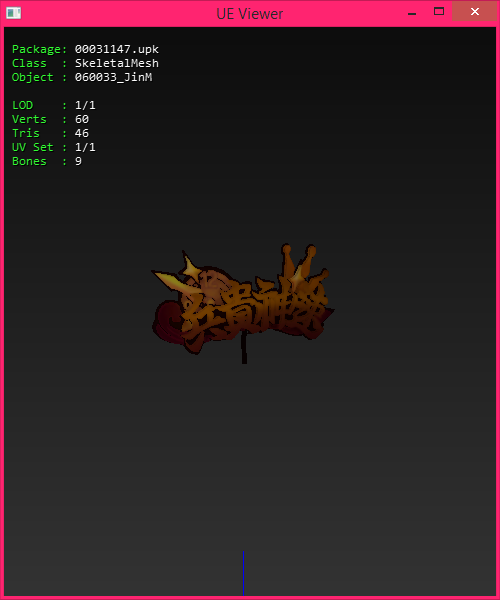 UE Viewer
Package: 00031147.upk
Class  : SkeletalMesh
Object : 060033_JinM
LOD    : 1/1
Verts  : 60
Tris   : 46
UV Set : 1/1
Bones  : 9